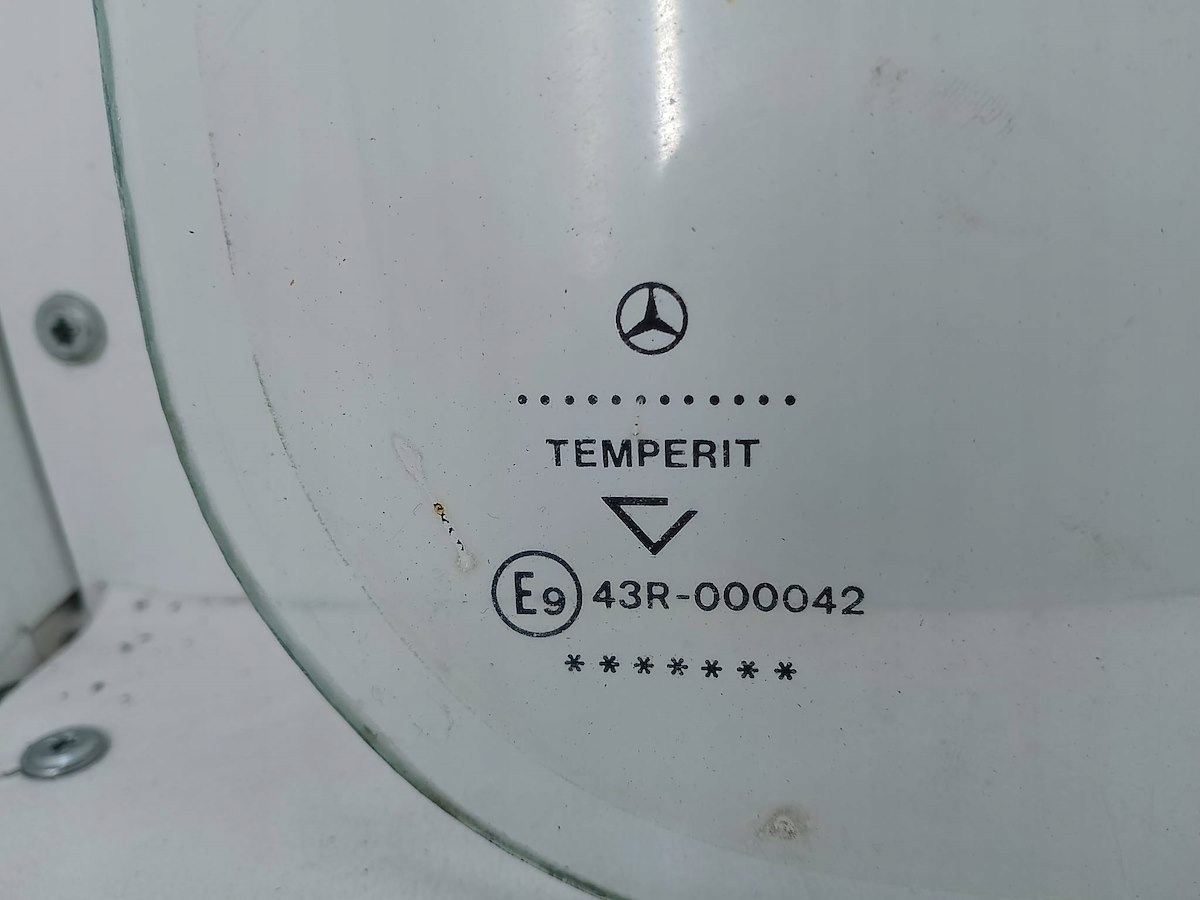 TEMPERIT
E9 43R-000042
*******